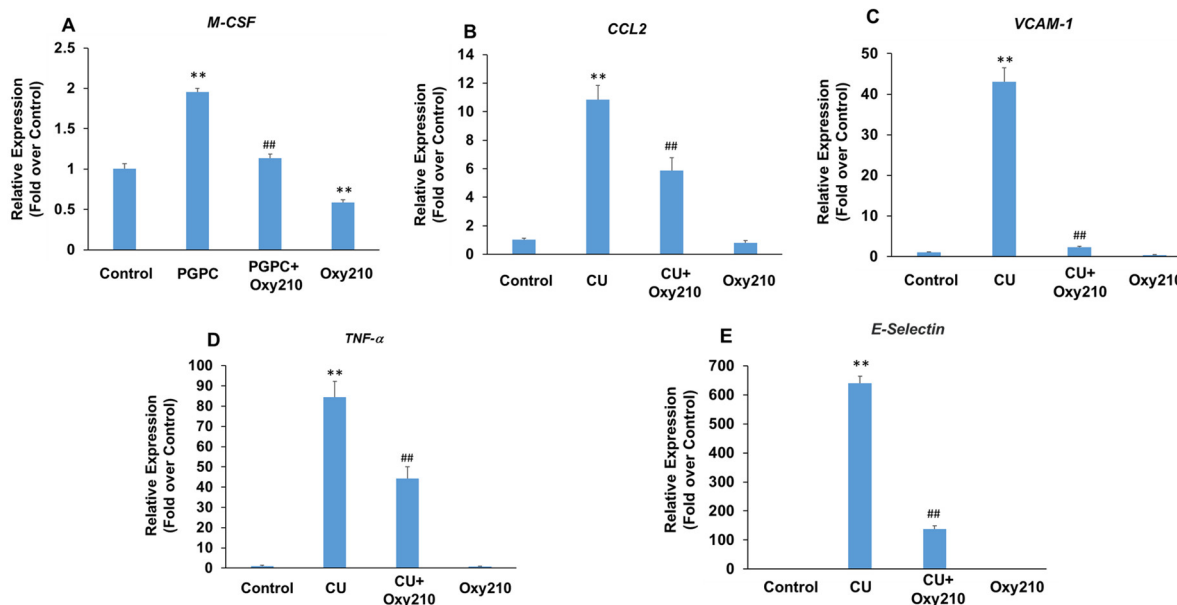 A
M-CSF
Relative Expression
(Fold over Control)
2.5
2
1.5
1
0.5
0
**
##
**
Control
PGPC
PGPC+
Oxy210
Oxy210
B
CCL2
Relative Expression
(Fold over Control)
14
12
10
8
6
4
2
0
**
##
Control
CU
CU+
Oxy210
Oxy210
C
VCAM-1
Relative Expression
(Fold over Control)
50
40
30
20
10
0
**
##
Control
CU
CU+
Oxy210
Oxy210
D
TNF-α
Relative Expression
(Fold over Control)
100
90
80
70
60
50
40
30
20
10
0
**
##
Control
CU
CU+
Oxy210
Oxy210
E
E-Selectin
Relative Expression
(Fold over Control)
700
600
500
400
300
200
100
0
**
##
Control
CU
CU+
Oxy210
Oxy210